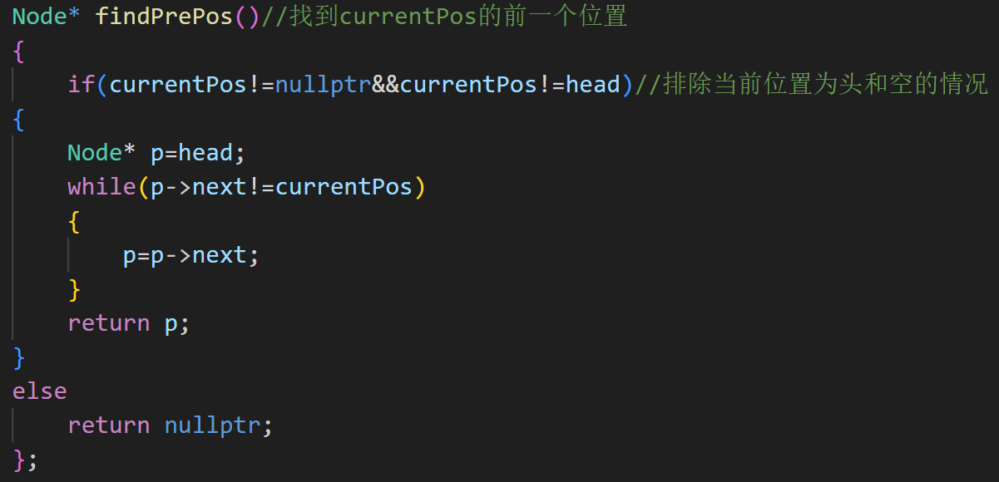 Node* findPrePos()//找到currentPos的前一个位置
{
    if(currentPos!=nullptr&&currentPos!=head)//排除当前位置为头和空的情况
{
    Node* p=head;
    while(p->next!=currentPos)
    {
        p=p->next;
    }
    return p;
}
else
    return nullptr;
};